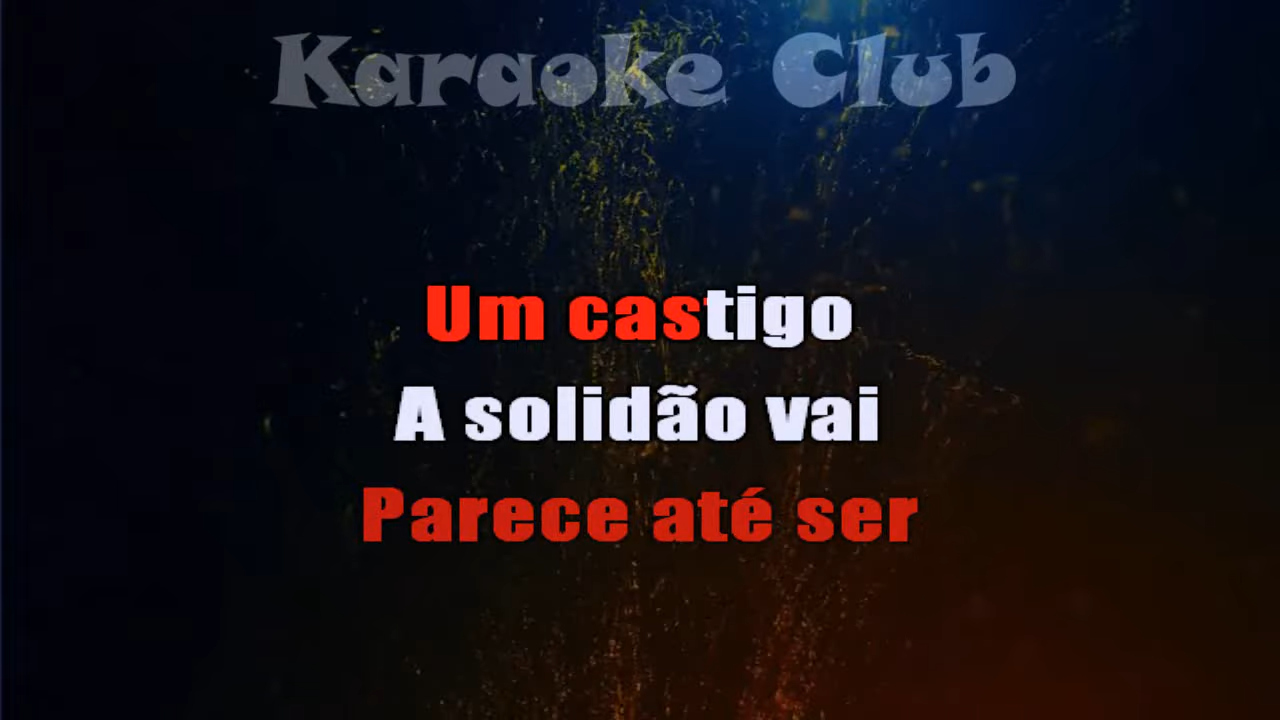 Karaoke Club
Um castigo
A solidão vai
Parece até ser